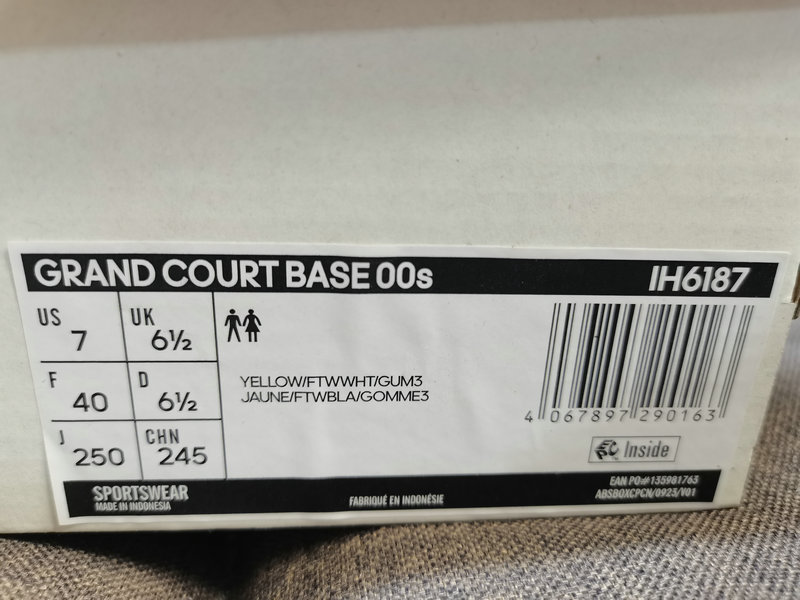 GRAND COURT BASE 00s IH6187
US 7 UK 6½
F 40 D 6½
J 250 CHN 245
YELLOW/FTWWHT/GUM3
JAUNE/FTWBLA/GOMME3
4 067897 290163
Inside
SPORTSWEAR
MADE IN INDONESIA
FABRIQUÉ EN INDONÉSIE
EAN PO# 135981763
ABSBOXCPCN/0923/V01